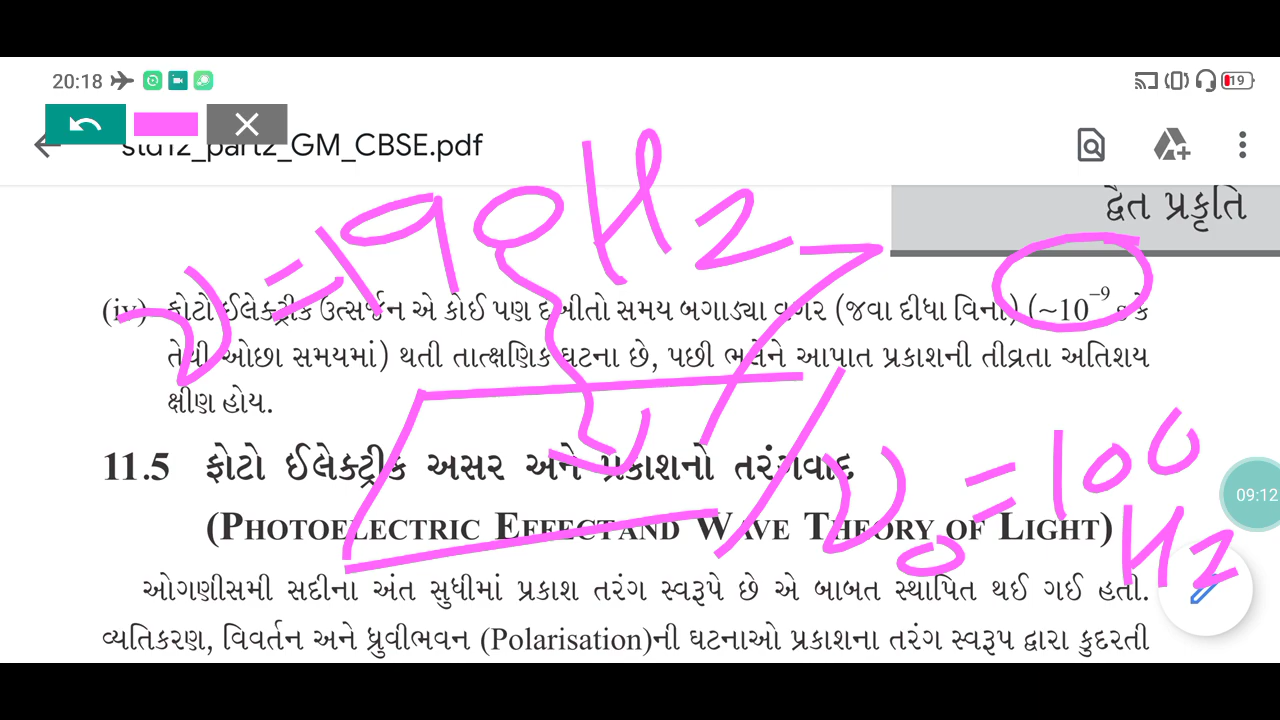 20:18 19
std12_part2_GM_CBSE.pdf
દ્વૈત પ્રકૃતિ
ν = 190 Hz
(iv) ફોટો ઈલેક્ટ્રીક ઉત્સર્જન એ કોઈ પણ દેખીતો સમય બગાડ્યા વગર (જવા દીધા વિના) (~10⁻⁹ s કે
તેથી ઓછા સમયમાં) થતી તાત્ક્ષણિક ઘટના છે, પછી ભલેને આપાત પ્રકાશની તીવ્રતા અતિશય
ક્ષીણ હોય.
11.5 ફોટો ઈલેક્ટ્રીક અસર અને પ્રકાશનો તરંગવાદ
(PHOTOELECTRIC EFFECT AND WAVE THEORY OF LIGHT)
ν₀ = 100
Hz
09:12
ઓગણીસમી સદીના અંત સુધીમાં પ્રકાશ તરંગ સ્વરૂપે છે એ બાબત સ્થાપિત થઈ ગઈ હતી.
વ્યતિકરણ, વિવર્તન અને ધ્રુવીભવન (Polarisation)ની ઘટનાઓ પ્રકાશના તરંગ સ્વરૂપ દ્વારા કુદરતી